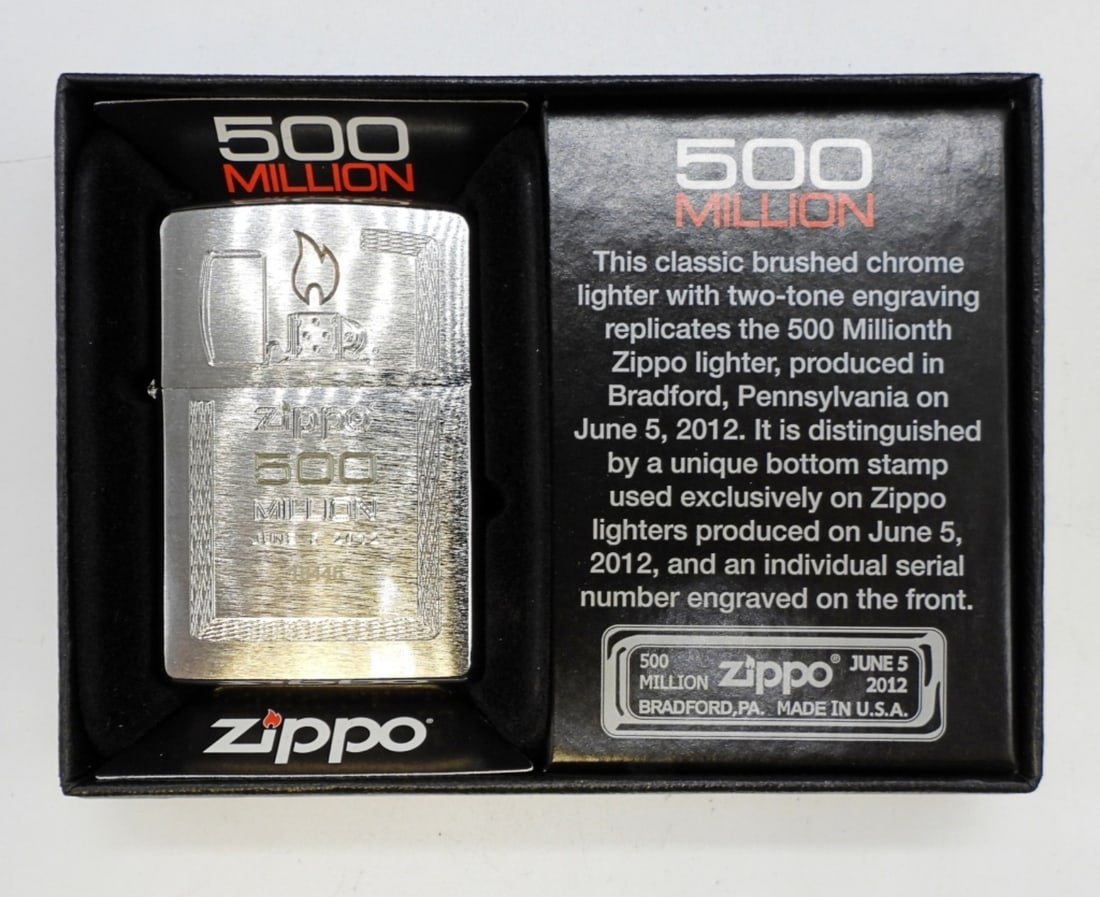 500
MILLION
zippo
500
MILLION
JUNE 5 2012
zippo
500
MILLION
This classic brushed chrome
lighter with two-tone engraving
replicates the 500 Millionth
Zippo lighter, produced in
Bradford, Pennsylvania on
June 5, 2012. It is distinguished
by a unique bottom stamp
used exclusively on Zippo
lighters produced on June 5,
2012, and an individual serial
number engraved on the front.
500 MILLION zippo® JUNE 5 2012
BRADFORD,PA. MADE IN U.S.A.